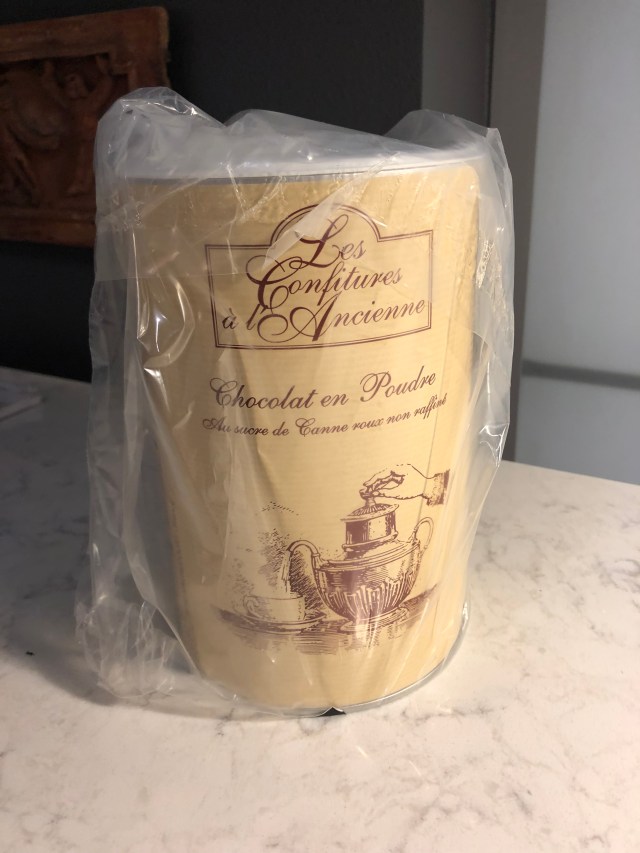 Les
Confitures
à l'Ancienne
Chocolat en Poudre
Au sucre de Canne roux non raffiné